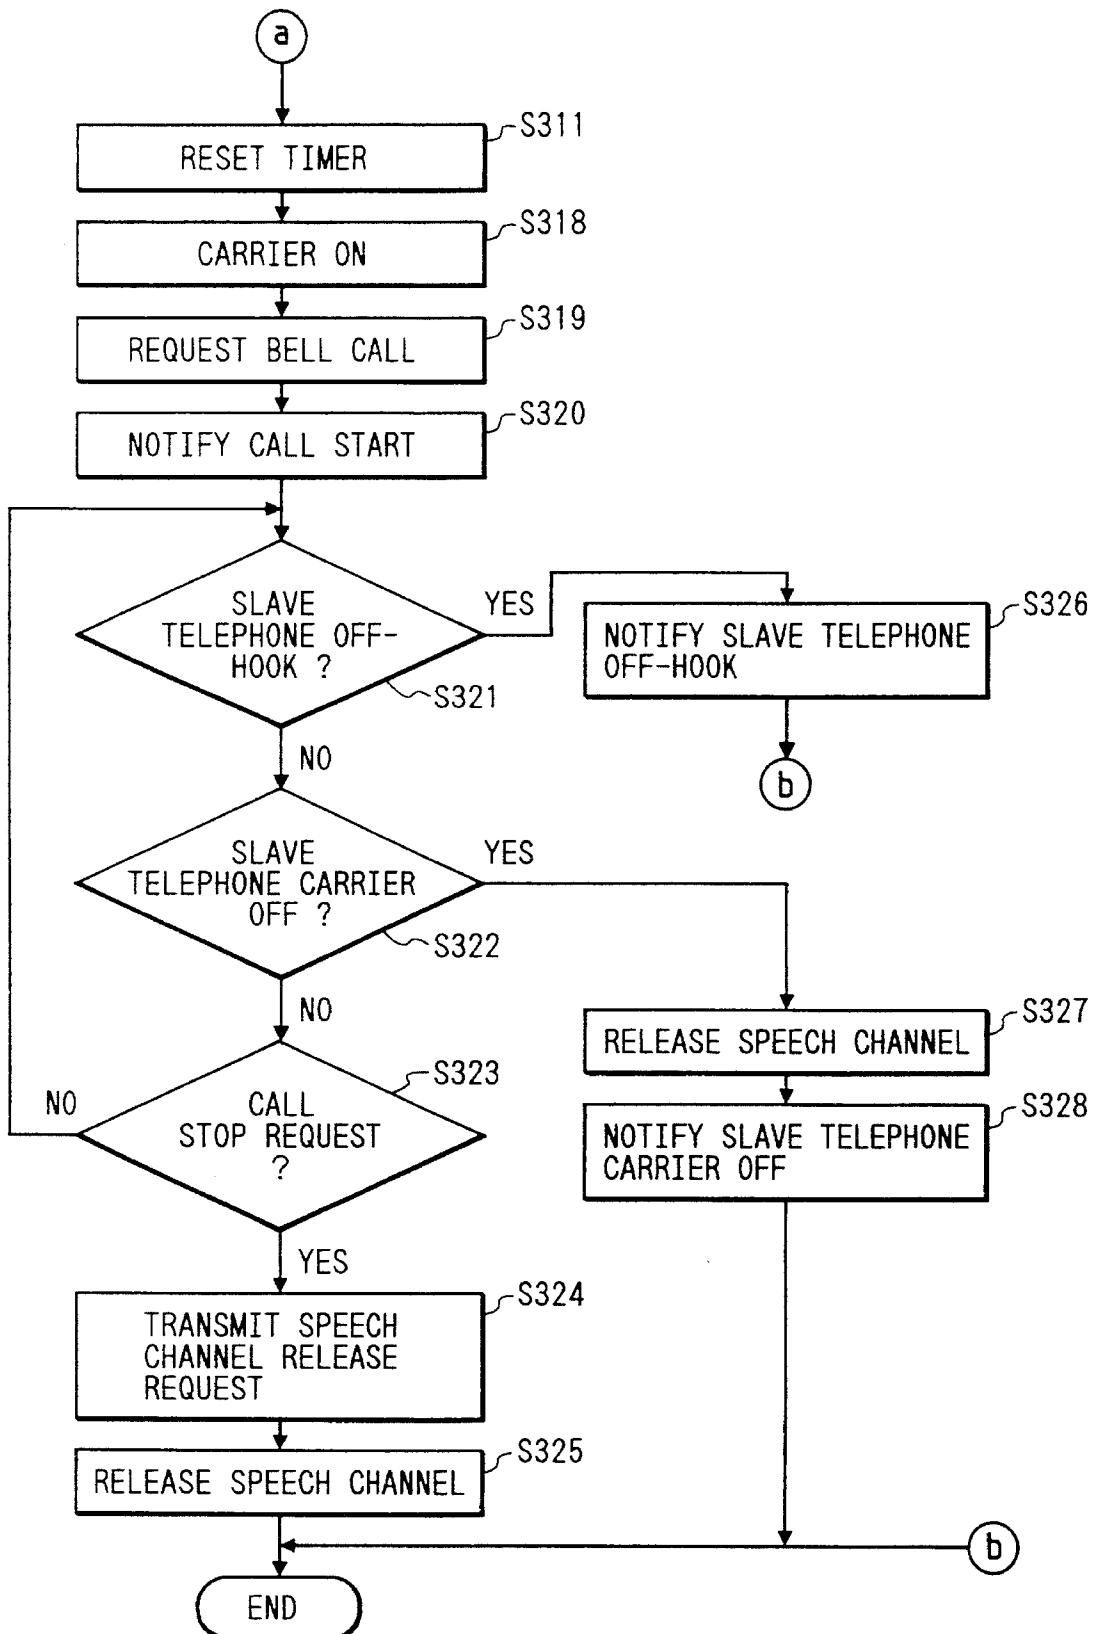 a
S311
RESET TIMER
S318
CARRIER ON
S319
REQUEST BELL CALL
S320
NOTIFY CALL START
SLAVE
TELEPHONE OFF-
HOOK ?
S321
YES
NO
S326
NOTIFY SLAVE TELEPHONE
OFF-HOOK
b
SLAVE
TELEPHONE CARRIER
OFF ?
S322
YES
NO
S327
RELEASE SPEECH CHANNEL
S328
NOTIFY SLAVE TELEPHONE
CARRIER OFF
S323
CALL
STOP REQUEST
?
NO
YES
S324
TRANSMIT SPEECH
CHANNEL RELEASE
REQUEST
S325
RELEASE SPEECH CHANNEL
b
END